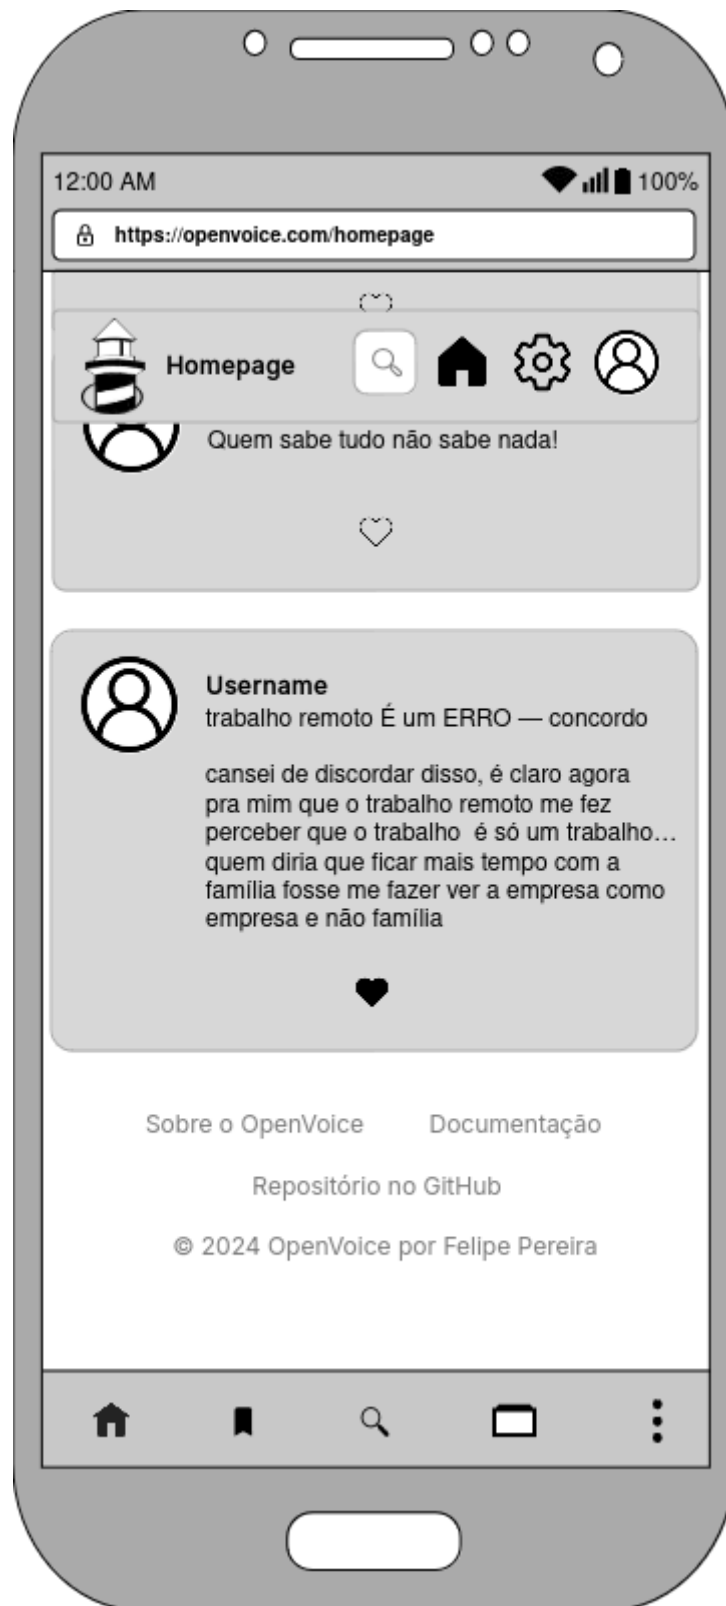 12:00 AM 100%
https://openvoice.com/homepage
Homepage
Quem sabe tudo não sabe nada!
Username
trabalho remoto É um ERRO — concordo
cansei de discordar disso, é claro agora
pra mim que o trabalho remoto me fez
perceber que o trabalho  é só um trabalho...
quem diria que ficar mais tempo com a
família fosse me fazer ver a empresa como
empresa e não família
Sobre o OpenVoice Documentação
Repositório no GitHub
© 2024 OpenVoice por Felipe Pereira